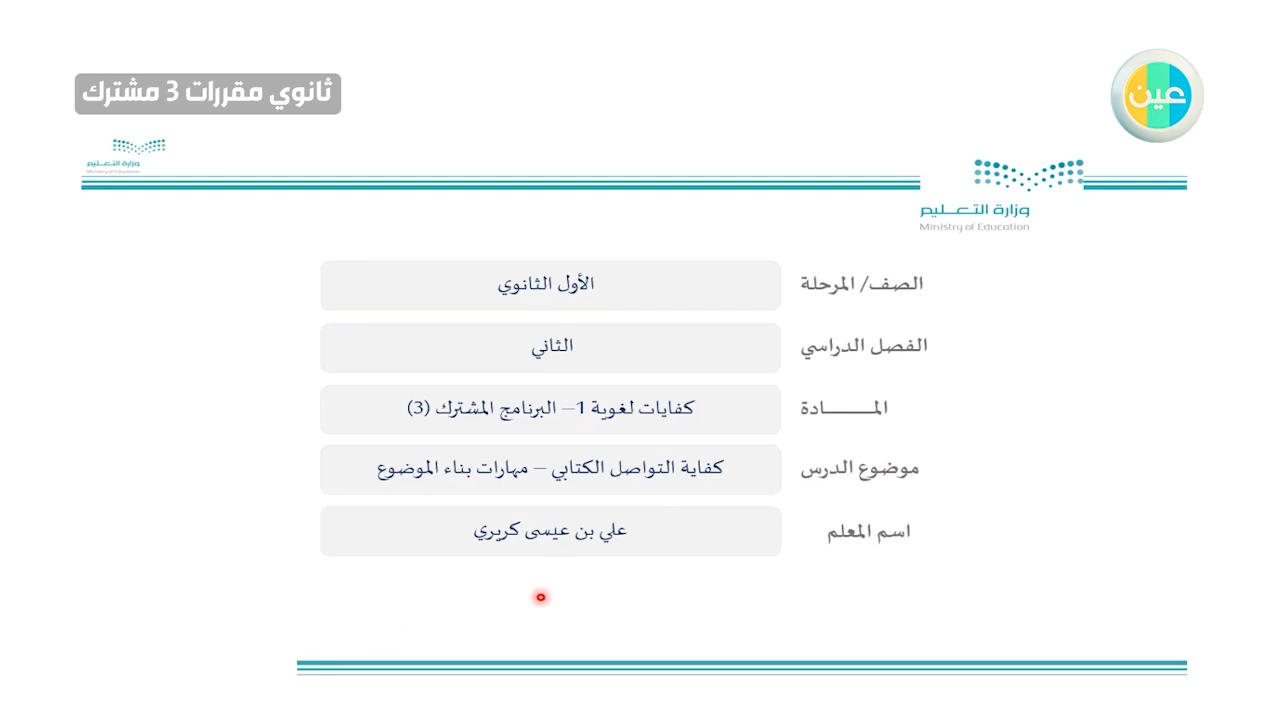 ثانوي مقررات 3 مشترك
عين
وزارة التعليم
Ministry of Education
وزارة التعليم
Ministry of Education
الصف/ المرحلة
الأول الثانوي
الفصل الدراسي
الثاني
المــــــــادة
كفايات لغوية 1– البرنامج المشترك (3)
موضوع الدرس
كفاية التواصل الكتابي – مهارات بناء الموضوع
اسم المعلم
علي بن عيسى كريري